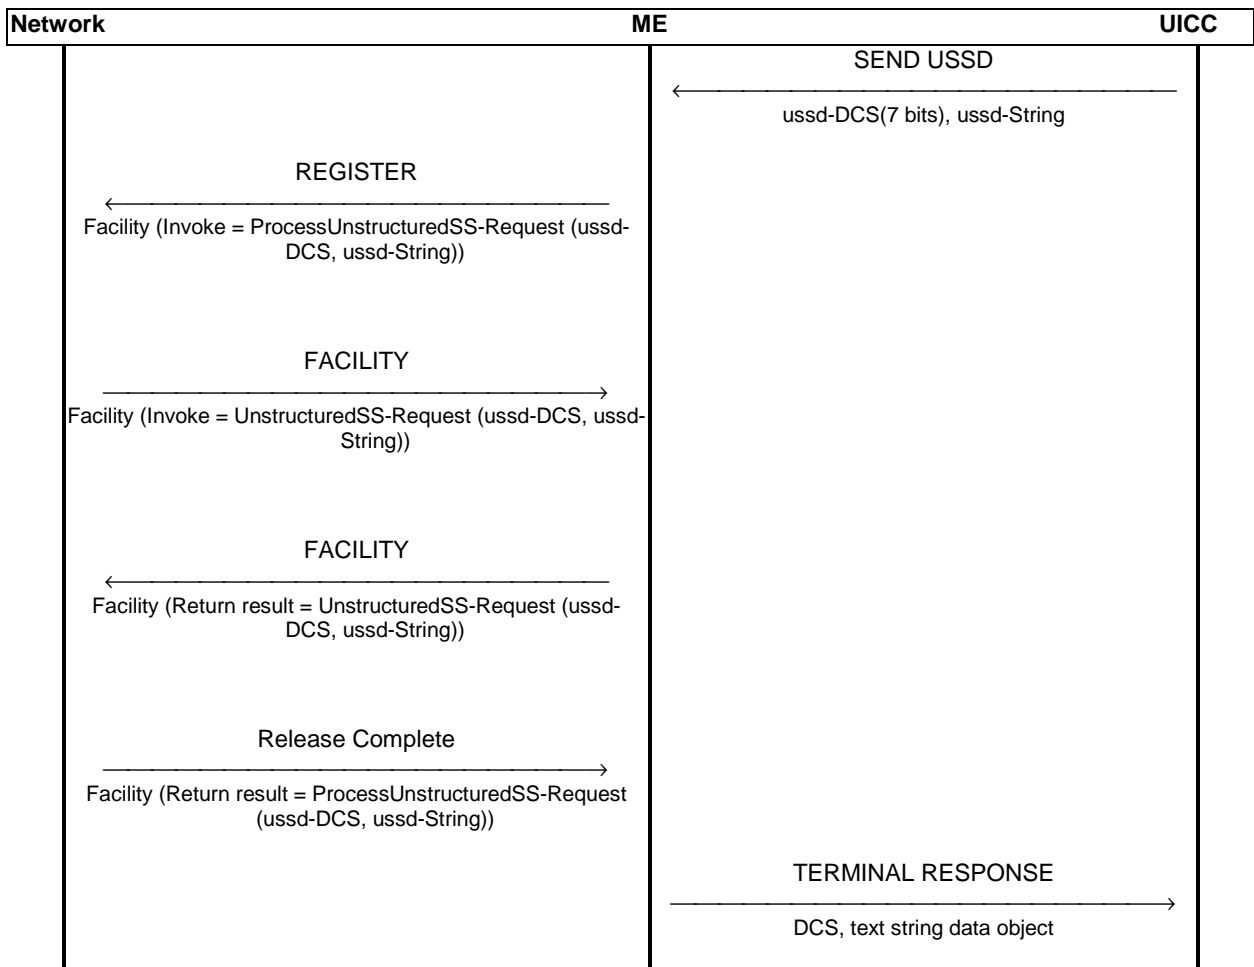 Network ME UICC
SEND USSD
ussd-DCS(7 bits), ussd-String
REGISTER
Facility (Invoke = ProcessUnstructuredSS-Request (ussd-
DCS, ussd-String))
FACILITY
Facility (Invoke = UnstructuredSS-Request (ussd-DCS, ussd-
String))
FACILITY
Facility (Return result = UnstructuredSS-Request (ussd-
DCS, ussd-String))
Release Complete
Facility (Return result = ProcessUnstructuredSS-Request
(ussd-DCS, ussd-String))
TERMINAL RESPONSE
DCS, text string data object